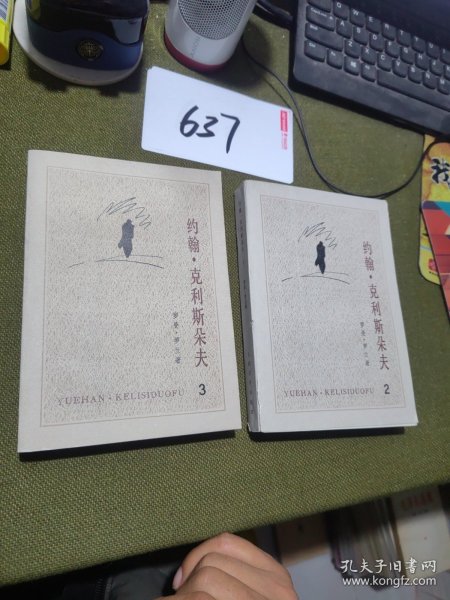 637
约翰·克利斯朵夫
罗曼·罗兰著
YUEHAN·KELISIDUOFU
3
约翰·克利斯朵夫
罗曼·罗兰著
YUEHAN·KELISIDUOFU
2
孔夫子旧书网
www.kongfz.com